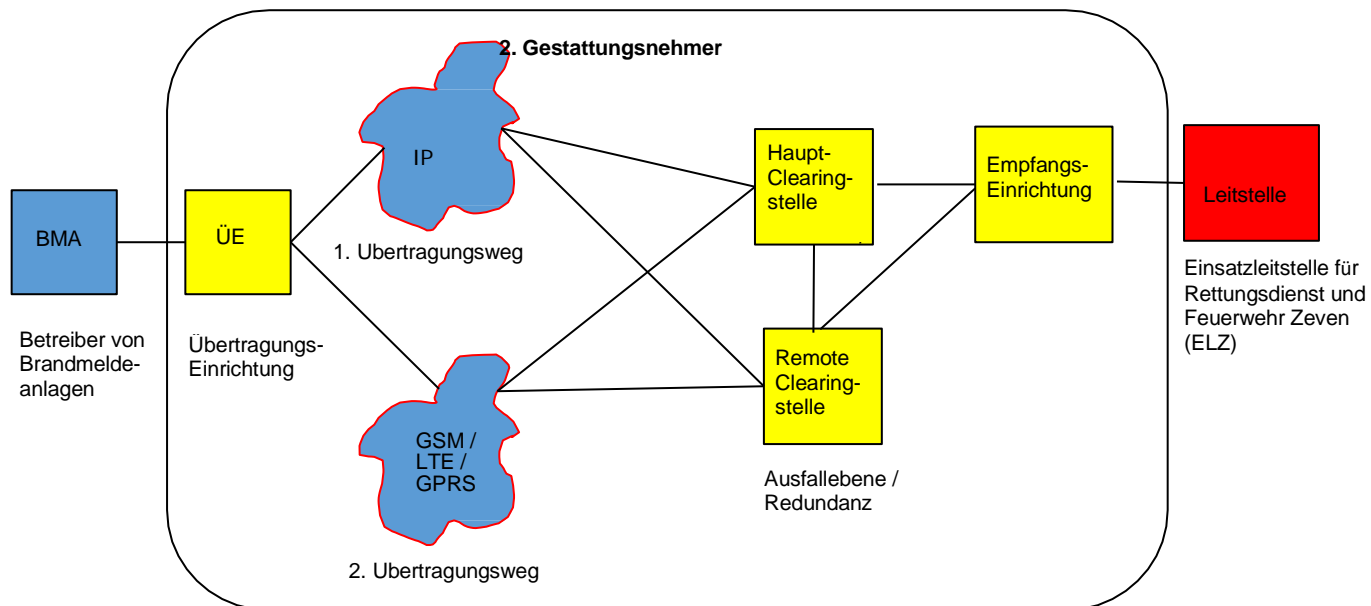 2. Gestattungsnehmer
IP
1. Ubertragungsweg
BMA
Betreiber von
Brandmelde-
anlagen
ÜE
Übertragungs-
Einrichtung
GSM /
LTE /
GPRS
2. Ubertragungsweg
Haupt-
Clearing-
stelle
Remote
Clearing-
stelle
Ausfallebene /
Redundanz
Empfangs-
Einrichtung
Leitstelle
Einsatzleitstelle für
Rettungsdienst und
Feuerwehr Zeven
(ELZ)